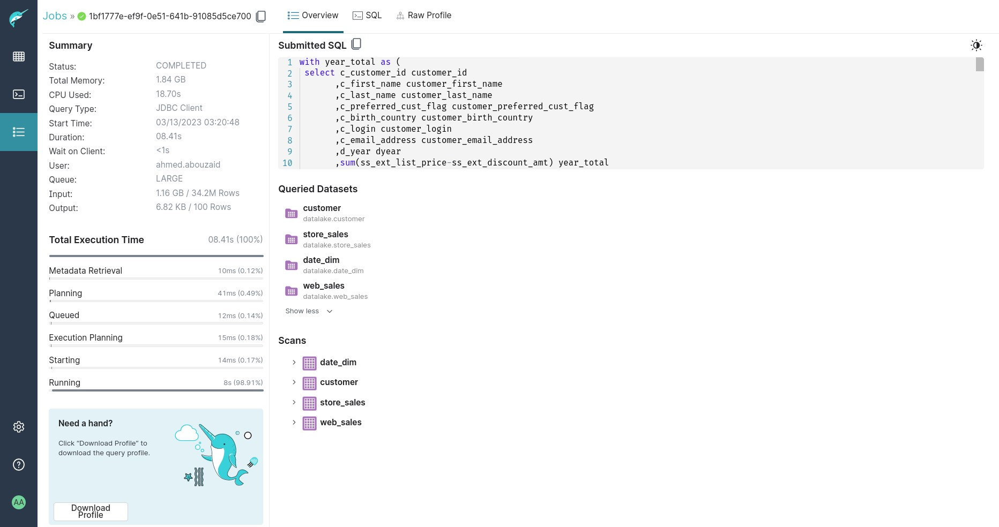 Jobs » 1bf1777e-ef9f-0e51-641b-91085d5ce700
Overview
SQL
Raw Profile
Summary
Status: COMPLETED
Total Memory: 1.84 GB
CPU Used: 18.70s
Query Type: JDBC Client
Start Time: 03/13/2023 03:20:48
Duration: 08.41s
Wait on Client: <1s
User: ahmed.abouzaid
Queue: LARGE
Input: 1.16 GB / 34.2M Rows
Output: 6.82 KB / 100 Rows
Total Execution Time 08.41s (100%)
Metadata Retrieval 10ms (0.12%)
Planning 41ms (0.49%)
Queued 12ms (0.14%)
Execution Planning 15ms (0.18%)
Starting 14ms (0.17%)
Running 8s (98.91%)
Need a hand?
Click “Download Profile” to
download the query profile.
Download
Profile
AA
Submitted SQL
1 with year_total as (
2 select c_customer_id customer_id
3 ,c_first_name customer_first_name
4 ,c_last_name customer_last_name
5 ,c_preferred_cust_flag customer_preferred_cust_flag
6 ,c_birth_country customer_birth_country
7 ,c_login customer_login
8 ,c_email_address customer_email_address
9 ,d_year dyear
10 ,sum(ss_ext_list_price-ss_ext_discount_amt) year_total
Queried Datasets
customer
datalake.customer
store_sales
datalake.store_sales
date_dim
datalake.date_dim
web_sales
datalake.web_sales
Show less
Scans
date_dim
customer
store_sales
web_sales